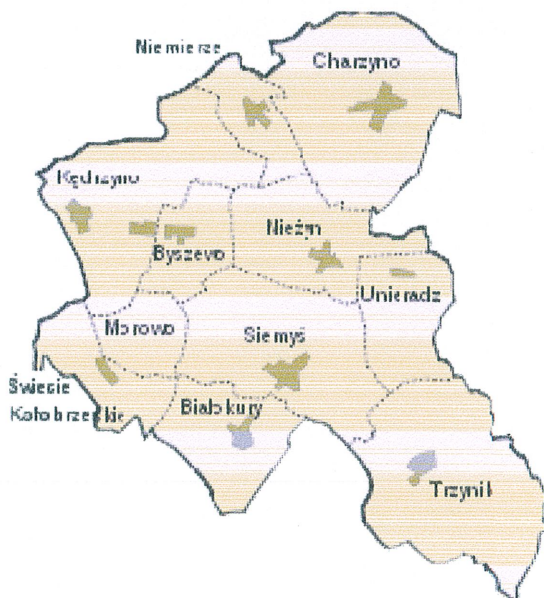 Niemierze
Charzyno
Kędrzyno
Nieżyn
Byszewo
Unieradz
Morowo
Siemyśl
Świecie
Kołobrzeskie
Białokury
Trzynik